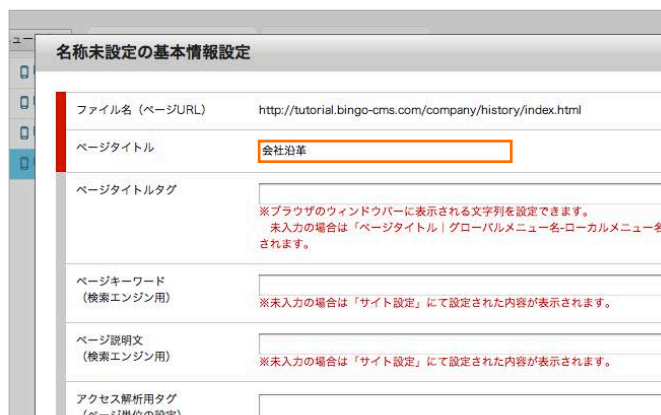 ュー
名称未設定の基本情報設定
ファイル名（ページURL）
http://tutorial.bingo-cms.com/company/history/index.html
ページタイトル
会社沿革
ページタイトルタグ
※ブラウザのウィンドウバーに表示される文字列を設定できます。
未入力の場合は「ページタイトル｜グローバルメニュー名-ローカルメニュー名
されます。
ページキーワード
（検索エンジン用）
※未入力の場合は「サイト設定」にて設定された内容が表示されます。
ページ説明文
（検索エンジン用）
※未入力の場合は「サイト設定」にて設定された内容が表示されます。
アクセス解析用タグ
（ページ単位の設定）